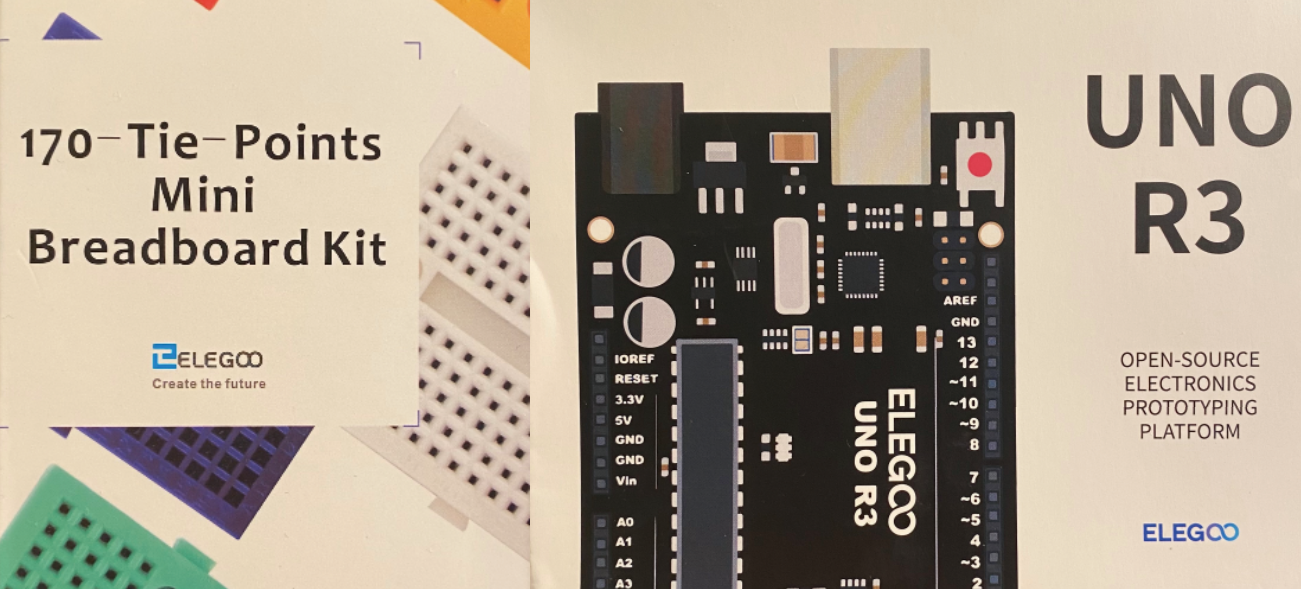 170-Tie-Points
Mini
Breadboard Kit
ELEGOO
Create the future
UNO
R3
OPEN-SOURCE
ELECTRONICS
PROTOTYPING
PLATFORM
ELEGOO
IOREF
RESET
3.3V
5V
GND
GND
Vin
A0
A1
A2
A3
ELEGOO
UNO R3
AREF
GND
13
12
~11
~10
~9
8
7
~6
~5
4
~3
2